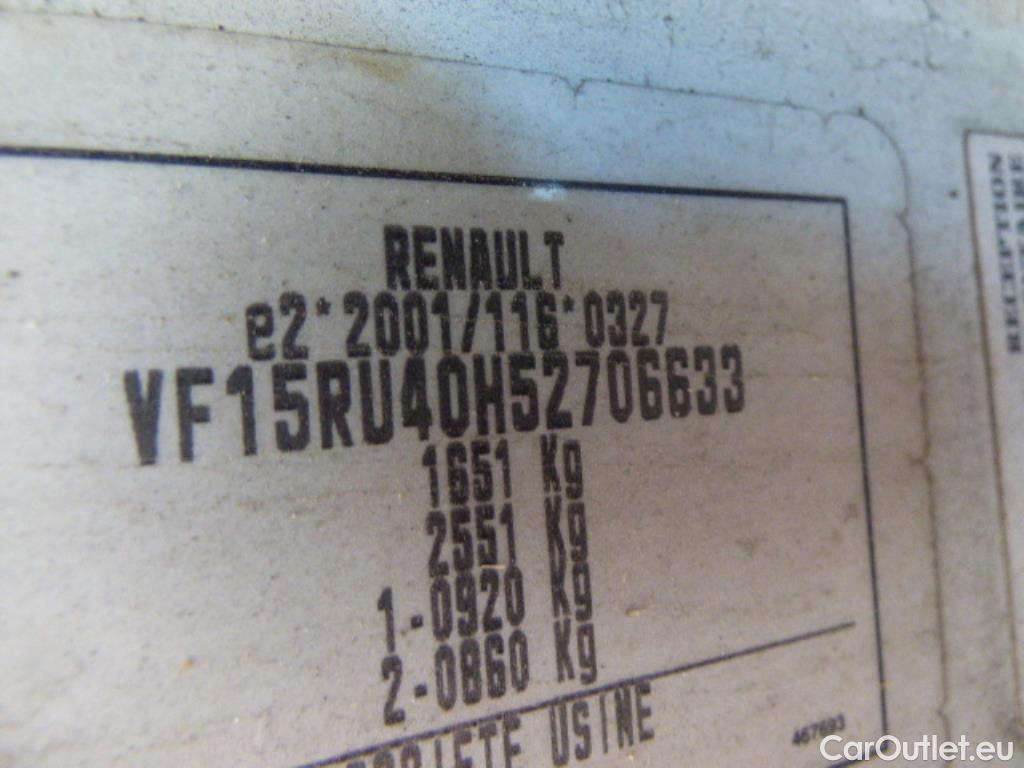 RENAULT
e2*2001/116*0327
VF15RU40H52706633
1651 Kg
2551 Kg
1-0920 Kg
2-0860 Kg
USINE
467693
RECEPTION
CarOutlet.eu